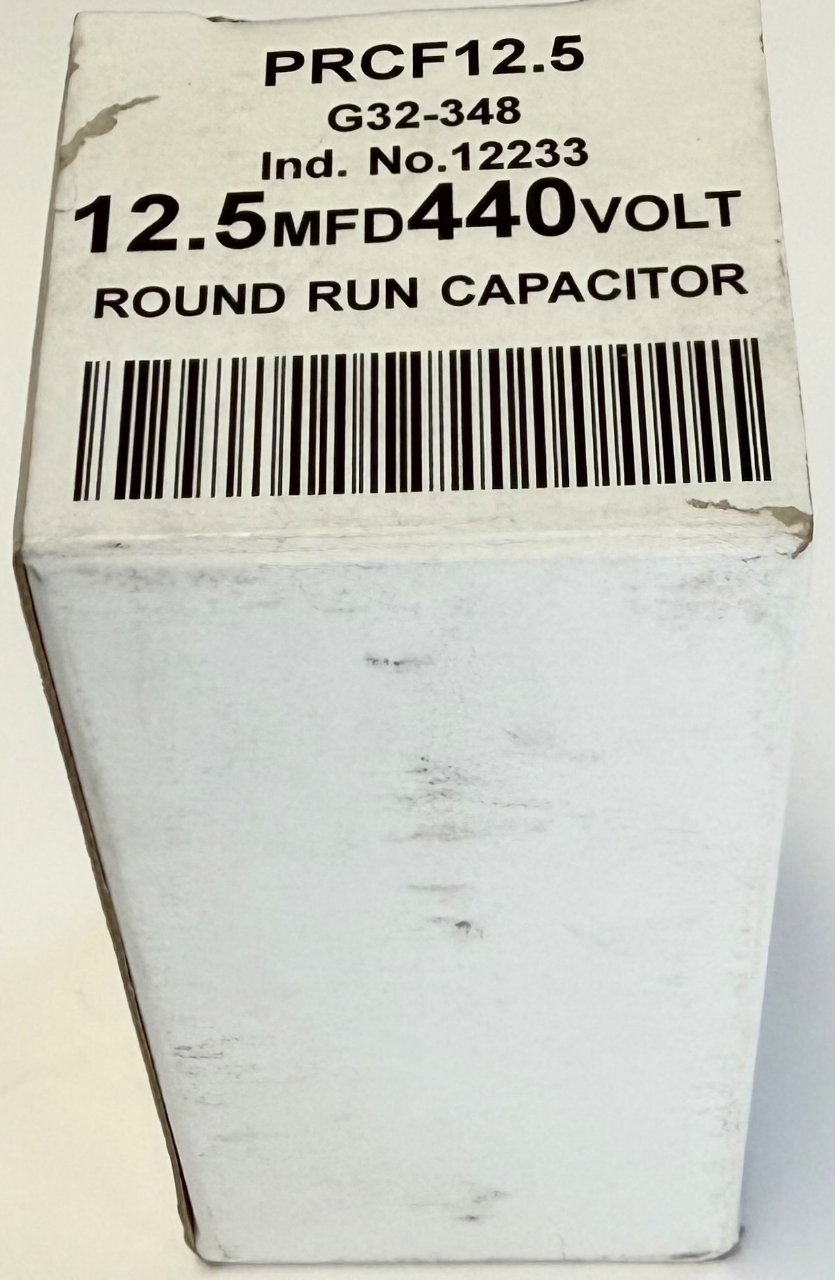 PRCF12.5
G32-348
Ind. No.12233
12.5MFD440VOLT
ROUND RUN CAPACITOR